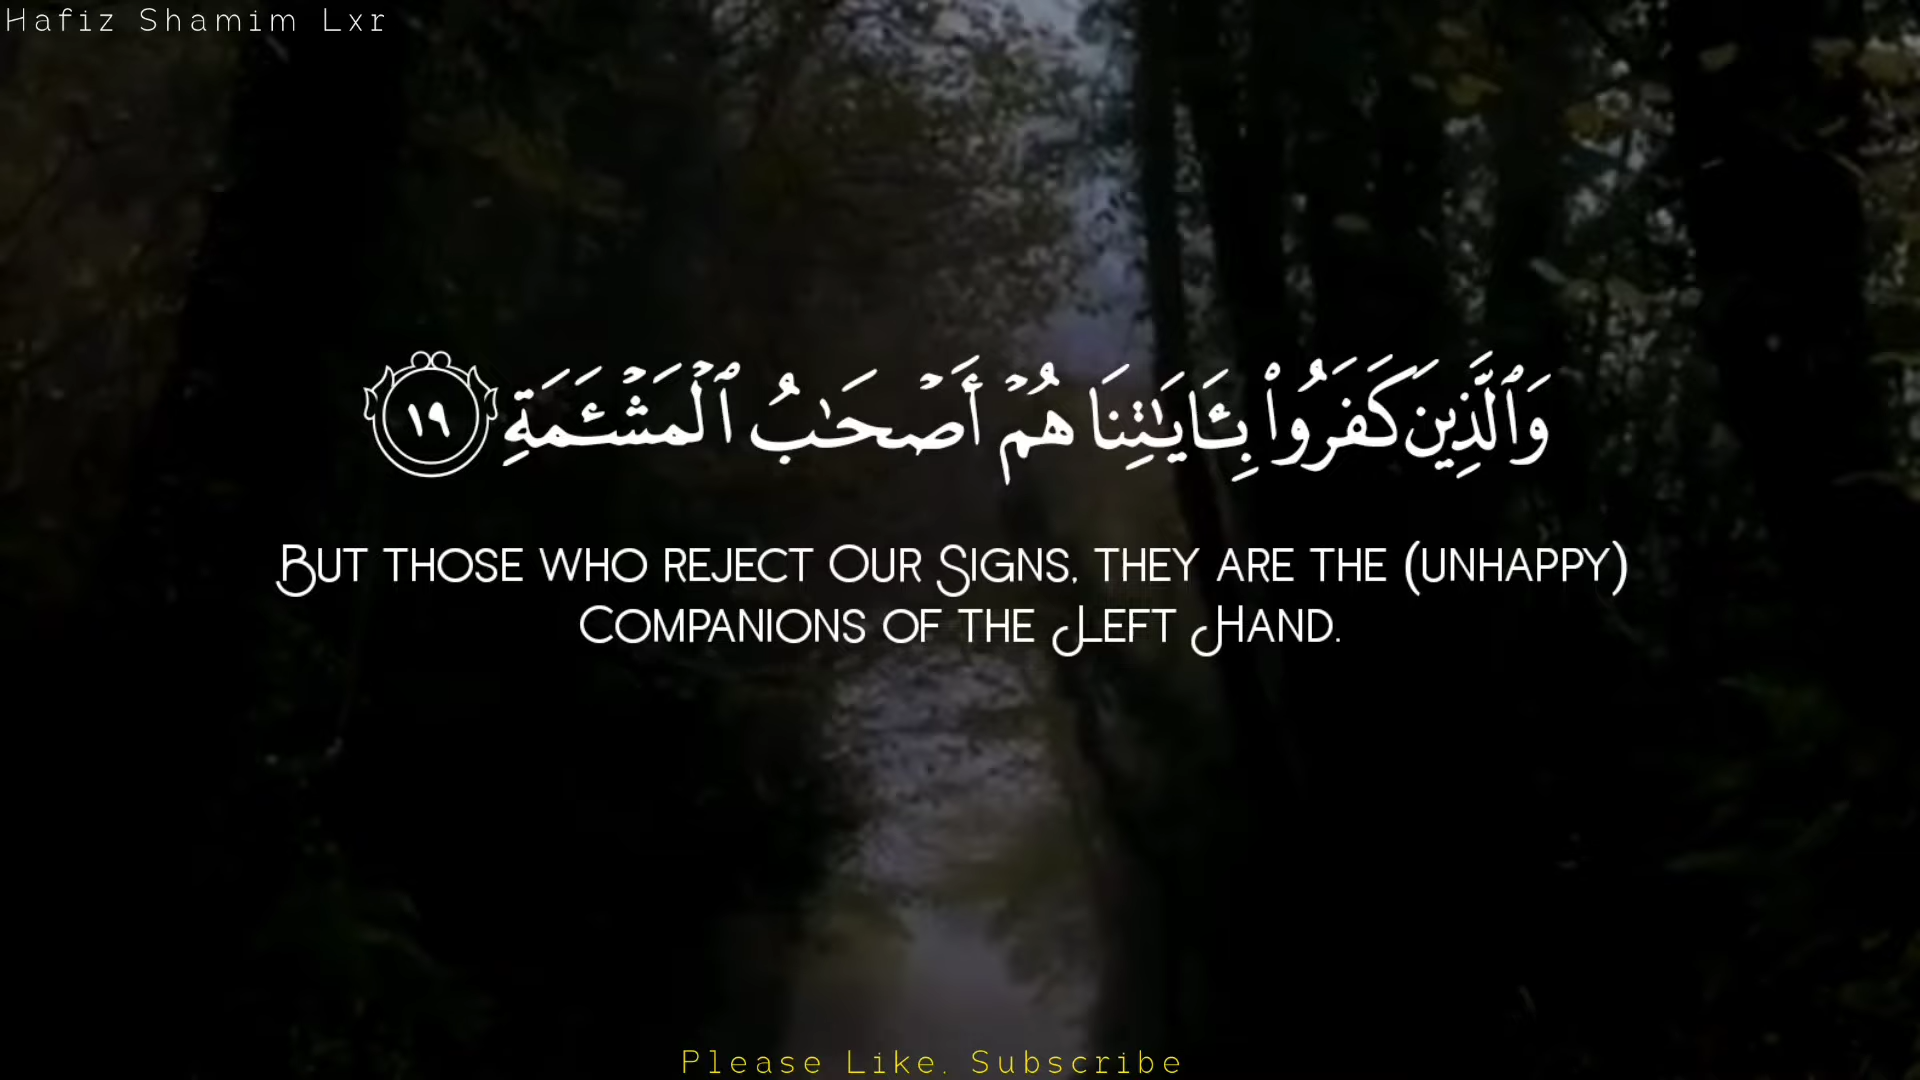 Hafiz Shamim Lxr
وَٱلَّذِينَ كَفَرُوا۟ بِـَٔايَـٰتِنَا هُمْ أَصْحَـٰبُ ٱلْمَشْـَٔمَةِ ١٩
But those who reject Our Signs, they are the (unhappy)
Companions of the Left Hand.
Please Like, Subscribe